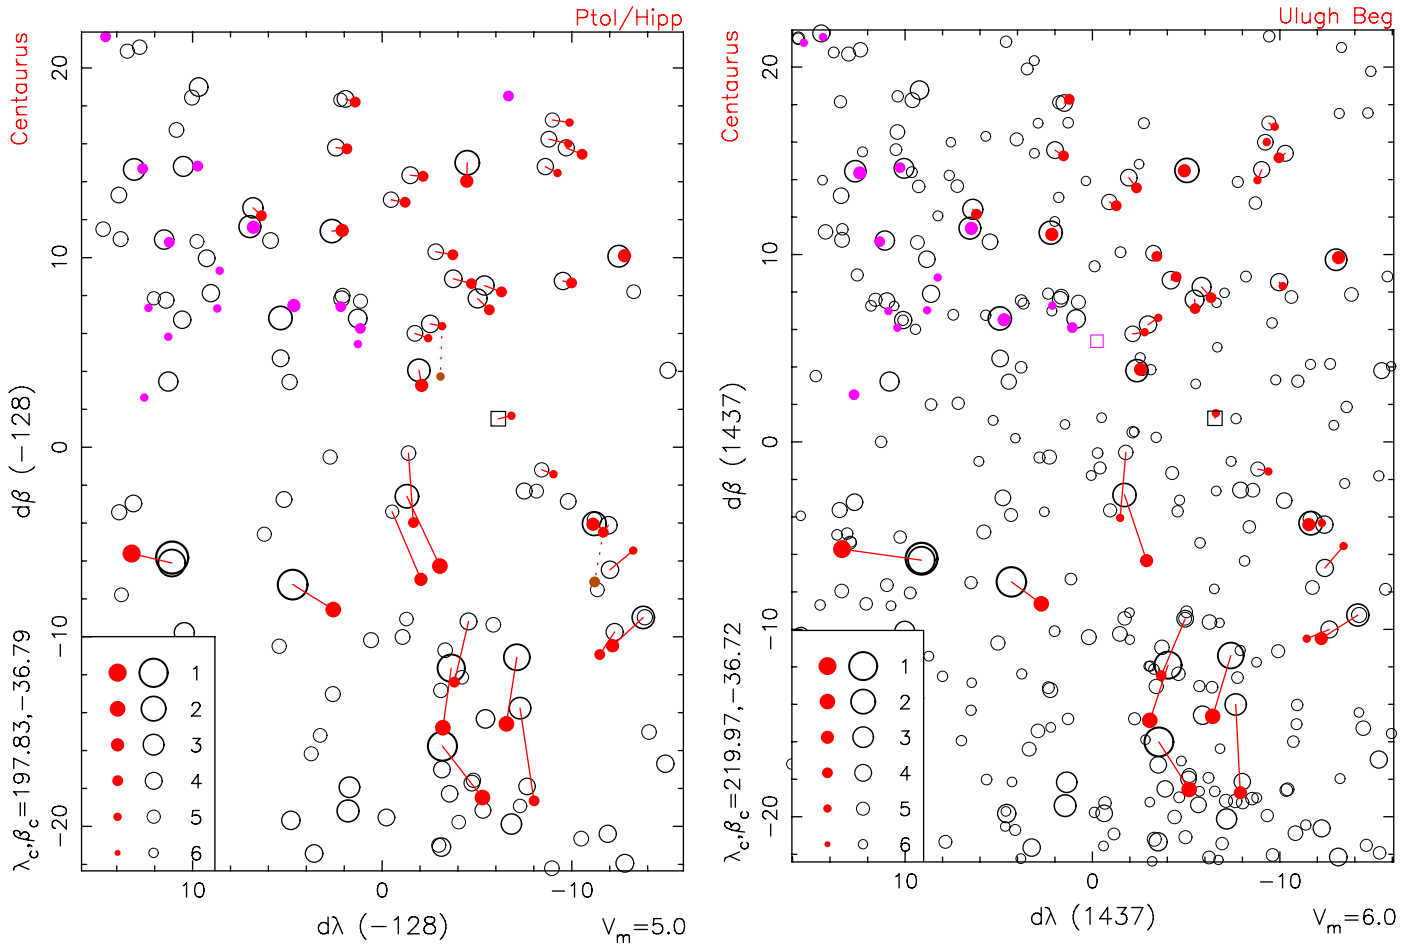 Ptol/Hipp
Centaurus
dβ (−128)
λc,βc=197.83,−36.79
20
10
0
−10
−20
1
2
3
4
5
6
10
0
−10
dλ (−128)
Vm=5.0
Ulugh Beg
Centaurus
dβ (1437)
λc,βc=219.97,−36.72
20
10
0
−10
−20
1
2
3
4
5
6
10
0
−10
dλ (1437)
Vm=6.0